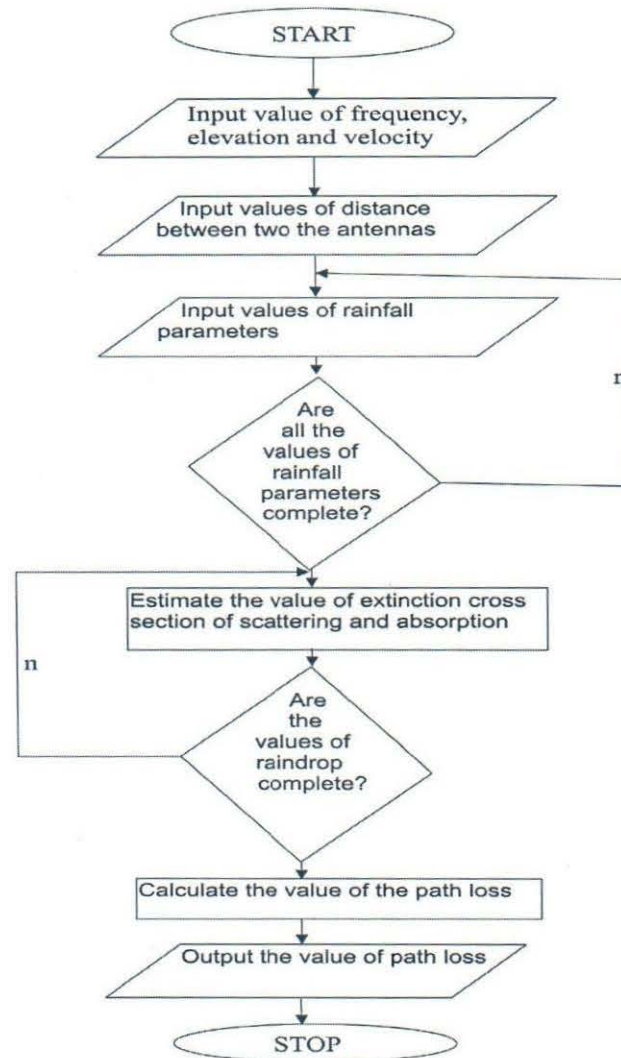 START
Input value of frequency,
elevation and velocity
Input values of distance
between two the antennas
Input values of rainfall
parameters
n
Are
all the
values of
rainfall
parameters
complete?
Estimate the value of extinction cross
section of scattering and absorption
n
Are
the
values of
raindrop
complete?
Calculate the value of the path loss
Output the value of path loss
STOP